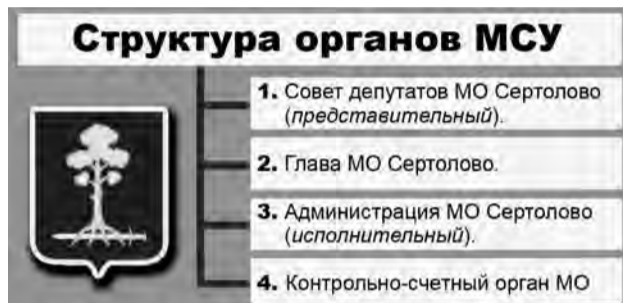 Структура органов МСУ
1. Совет депутатов МО Сертолово
(представительный).
2. Глава МО Сертолово.
3. Администрация МО Сертолово
(исполнительный).
4. Контрольно-счетный орган МО